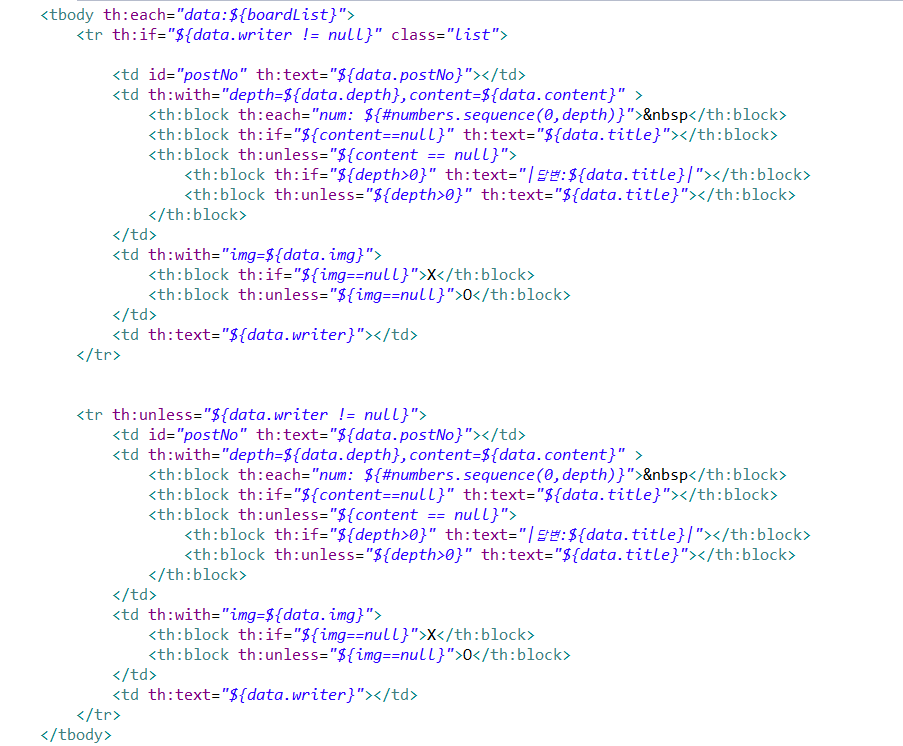 <tbody th:each="data:${boardList}">
<tr th:if="${data.writer != null}" class="list">
<td id="postNo" th:text="${data.postNo}"></td>
<td th:with="depth=${data.depth},content=${data.content}" >
<th:block th:each="num: ${#numbers.sequence(0,depth)}">&nbsp</th:block>
<th:block th:if="${content==null}" th:text="${data.title}"></th:block>
<th:block th:unless="${content == null}">
<th:block th:if="${depth>0}" th:text="|답변:${data.title}|"></th:block>
<th:block th:unless="${depth>0}" th:text="${data.title}"></th:block>
</th:block>
</td>
<td th:with="img=${data.img}">
<th:block th:if="${img==null}">X</th:block>
<th:block th:unless="${img==null}">O</th:block>
</td>
<td th:text="${data.writer}"></td>
</tr>
<tr th:unless="${data.writer != null}">
<td id="postNo" th:text="${data.postNo}"></td>
<td th:with="depth=${data.depth},content=${data.content}" >
<th:block th:each="num: ${#numbers.sequence(0,depth)}">&nbsp</th:block>
<th:block th:if="${content==null}" th:text="${data.title}"></th:block>
<th:block th:unless="${content == null}">
<th:block th:if="${depth>0}" th:text="|답변:${data.title}|"></th:block>
<th:block th:unless="${depth>0}" th:text="${data.title}"></th:block>
</th:block>
</td>
<td th:with="img=${data.img}">
<th:block th:if="${img==null}">X</th:block>
<th:block th:unless="${img==null}">O</th:block>
</td>
<td th:text="${data.writer}"></td>
</tr>
</tbody>